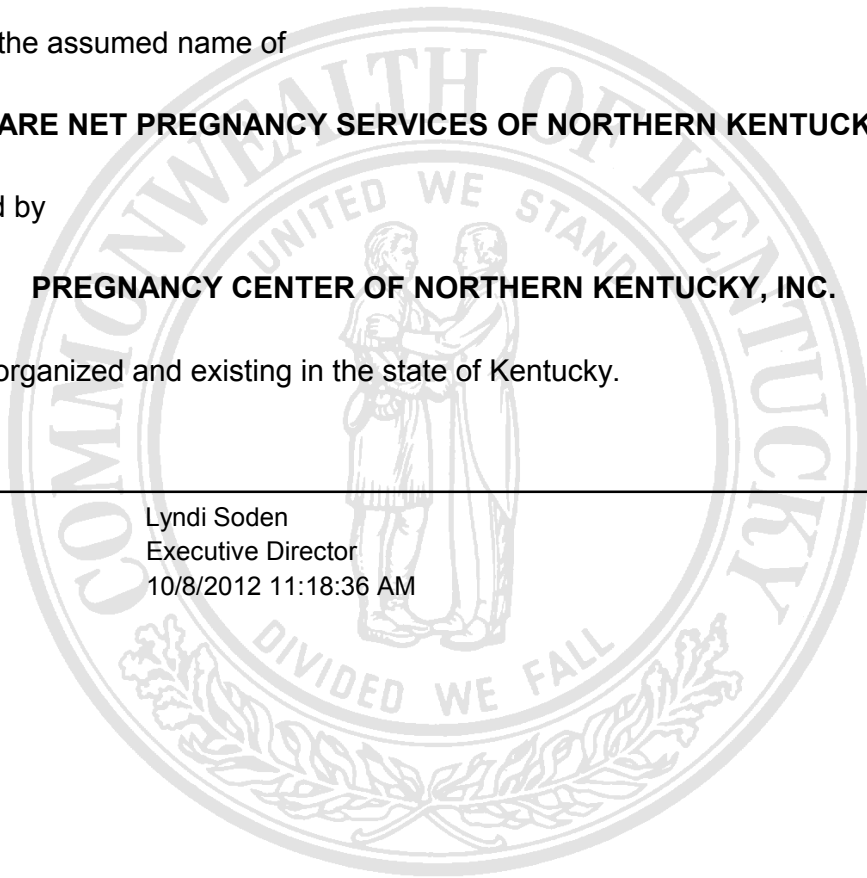 the assumed name of
ARE NET PREGNANCY SERVICES OF NORTHERN KENTUCK
d by
PREGNANCY CENTER OF NORTHERN KENTUCKY, INC.
organized and existing in the state of Kentucky.
Lyndi Soden
Executive Director
10/8/2012 11:18:36 AM
COMMONWEALTH OF KENTUCKY
UNITED WE STAND
DIVIDED WE FALL